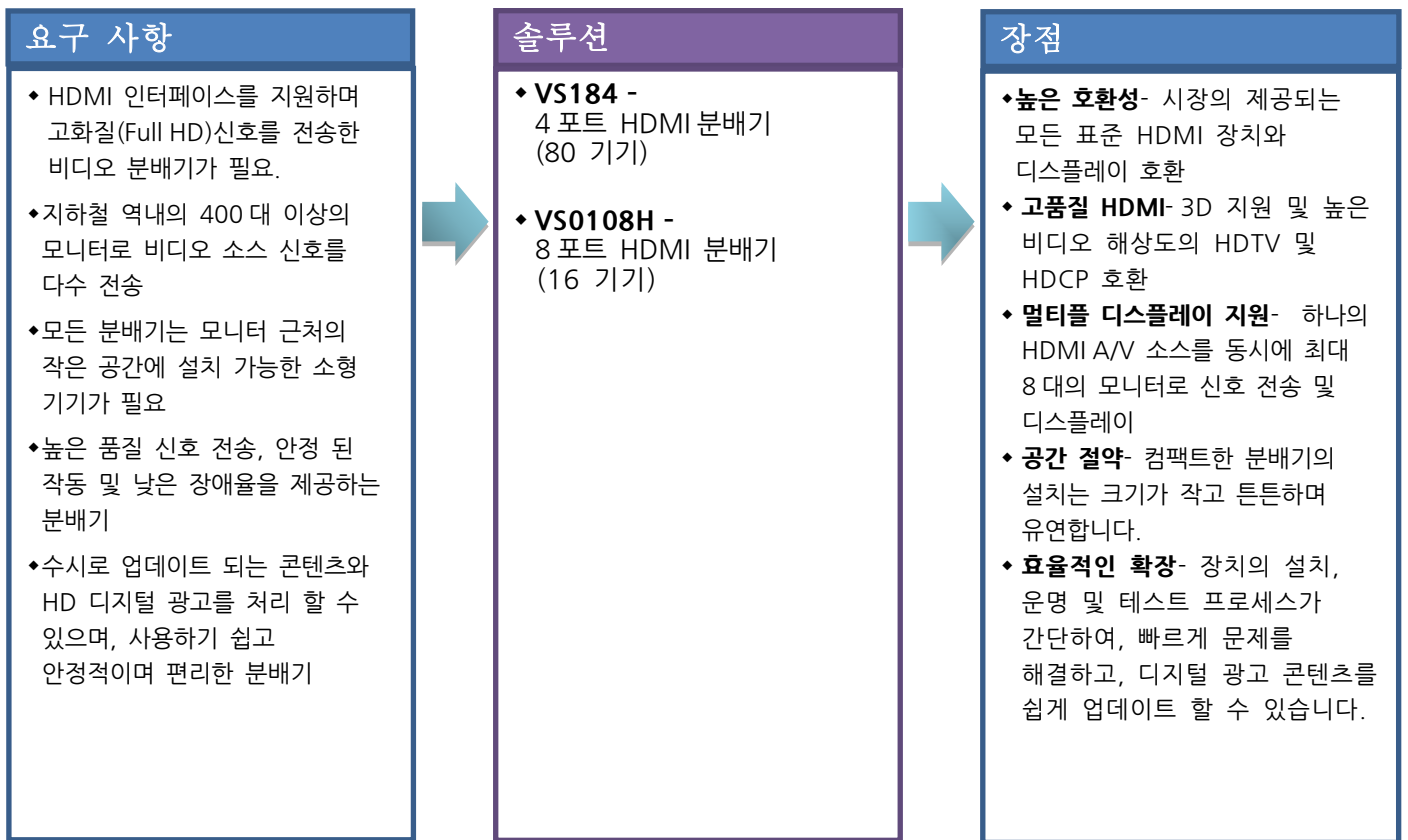 요구 사항
◆ HDMI 인터페이스를 지원하며
고화질(Full HD)신호를 전송한
비디오 분배기가 필요.
◆지하철 역내의 400대 이상의
모니터로 비디오 소스 신호를
다수 전송
◆모든 분배기는 모니터 근처의
작은 공간에 설치 가능한 소형
기기가 필요
◆높은 품질 신호 전송, 안정 된
작동 및 낮은 장애율을 제공하는
분배기
◆수시로 업데이트 되는 콘텐츠와
HD 디지털 광고를 처리 할 수
있으며, 사용하기 쉽고
안정적이며 편리한 분배기
솔루션
◆ VS184 -
4 포트 HDMI 분배기
(80 기기)
◆ VS0108H -
8 포트 HDMI 분배기
(16 기기)
장점
◆높은 호환성- 시장의 제공되는
모든 표준 HDMI 장치와
디스플레이 호환
◆ 고품질 HDMI- 3D 지원 및 높은
비디오 해상도의 HDTV 및
HDCP 호환
◆ 멀티플 디스플레이 지원- 하나의
HDMI A/V 소스를 동시에 최대
8대의 모니터로 신호 전송 및
디스플레이
◆ 공간 절약- 컴팩트한 분배기의
설치는 크기가 작고 튼튼하며
유연합니다.
◆ 효율적인 확장- 장치의 설치,
운명 및 테스트 프로세스가
간단하여, 빠르게 문제를
해결하고, 디지털 광고 콘텐츠를
쉽게 업데이트 할 수 있습니다.